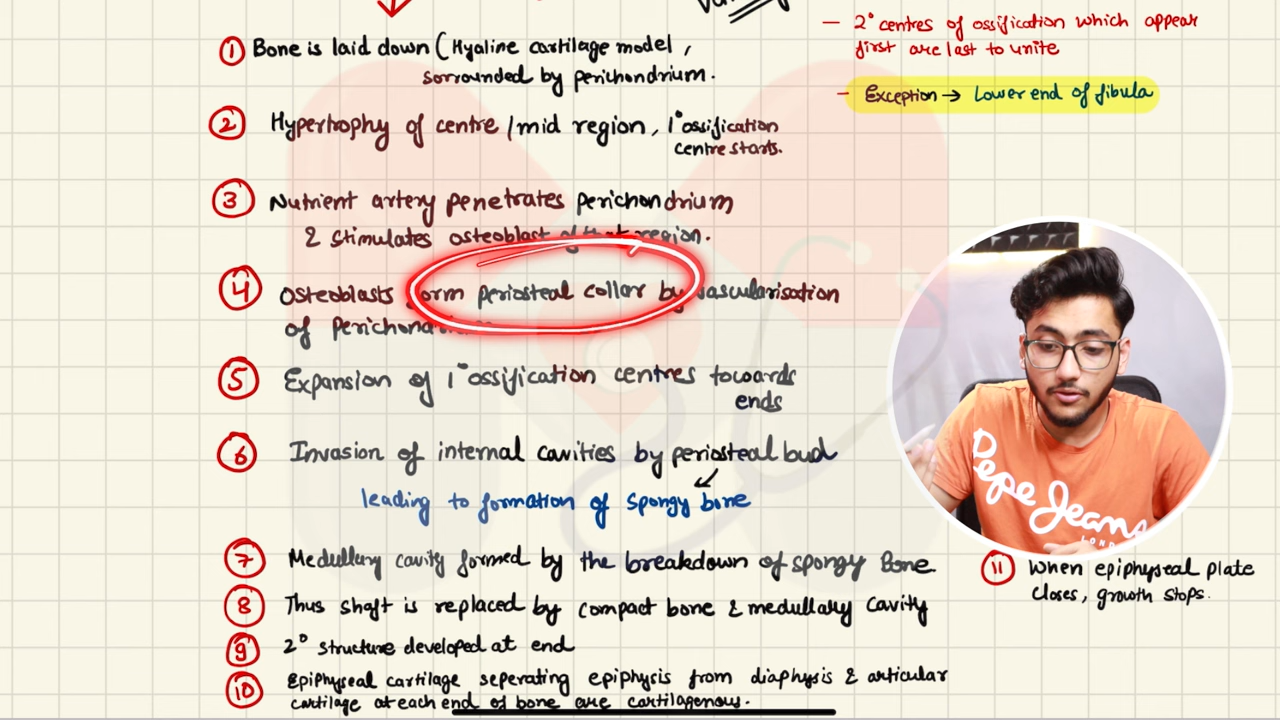 ① Bone is laid down (Hyaline cartilage model,
sorrounded by perichondrium.
② Hypertrophy of centre / mid region, 1° ossification
centre starts.
③ Nutrient artery penetrates perichondrium
& stimulates osteoblast of that region.
④ Osteoblasts form periosteal collar by vascularisation
of perichondrium
⑤ Expansion of 1° ossification centres towards
ends
⑥ Invasion of internal cavities by periosteal bud
leading to formation of spongy bone
⑦ Medullary cavity formed by the breakdown of spongy Bone
⑧ Thus shaft is replaced by compact bone & medullary cavity
⑨ 2° structure developed at end
⑩ Epiphyseal cartilage seperating epiphysis from diaphysis & articular
cartilage at each end of bone are cartilagenous.
— 2° centres of ossification which appear
first are last to unite
- Exception → Lower end of fibula
Pepe Jeans
LOND
⑪ When epiphyseal plate
closes, growth stops.